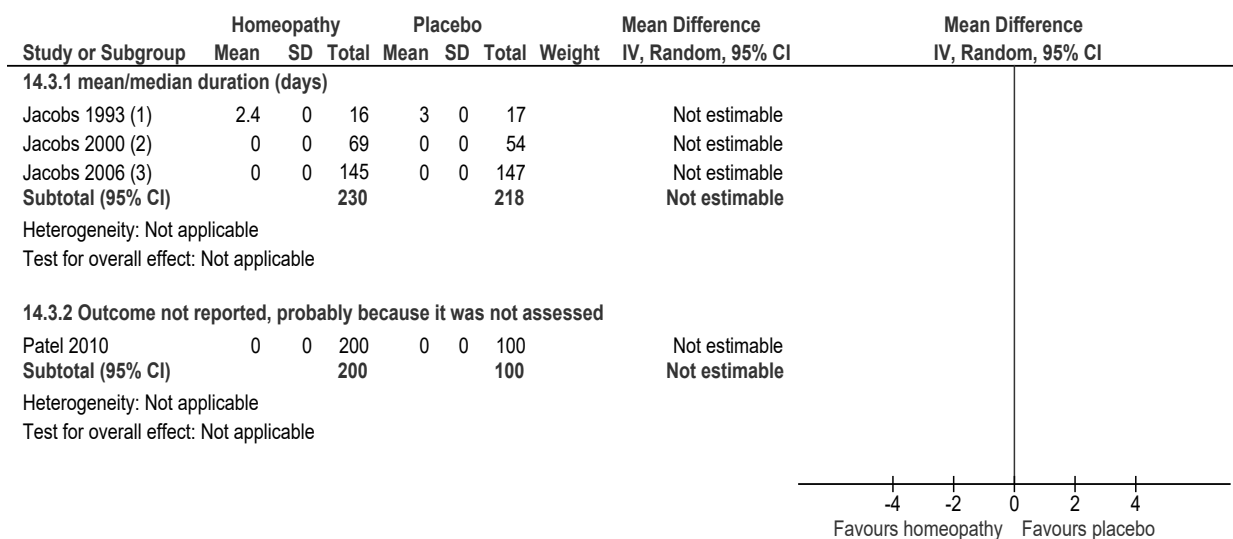 Homeopathy Placebo Mean Difference Mean Difference
Study or Subgroup Mean SD Total Mean SD Total Weight IV, Random, 95% CI IV, Random, 95% CI
14.3.1 mean/median duration (days)
Jacobs 1993 (1) 2.4 0 16 3 0 17 Not estimable
Jacobs 2000 (2) 0 0 69 0 0 54 Not estimable
Jacobs 2006 (3) 0 0 145 0 0 147 Not estimable
Subtotal (95% CI) 230 218 Not estimable
Heterogeneity: Not applicable
Test for overall effect: Not applicable
14.3.2 Outcome not reported, probably because it was not assessed
Patel 2010 0 0 200 0 0 100 Not estimable
Subtotal (95% CI) 200 100 Not estimable
Heterogeneity: Not applicable
Test for overall effect: Not applicable
-4 -2 0 2 4
Favours homeopathy Favours placebo